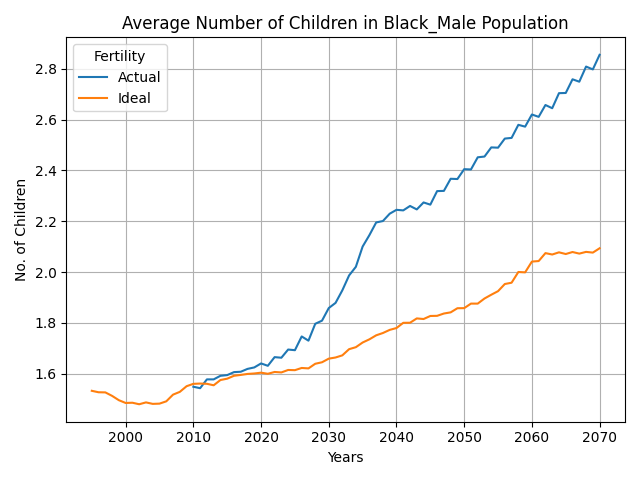 Average Number of Children in Black_Male Population
Fertility
Actual
Ideal
No. of Children
2.8
2.6
2.4
2.2
2.0
1.8
1.6
2000 2010 2020 2030 2040 2050 2060 2070
Years